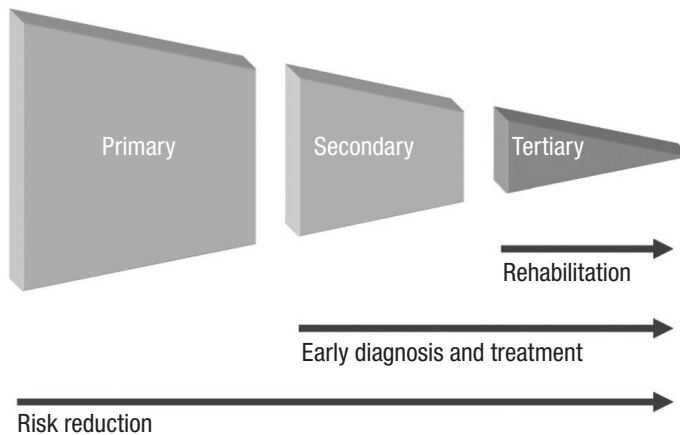 Primary
Secondary
Tertiary
Rehabilitation
Early diagnosis and treatment
Risk reduction